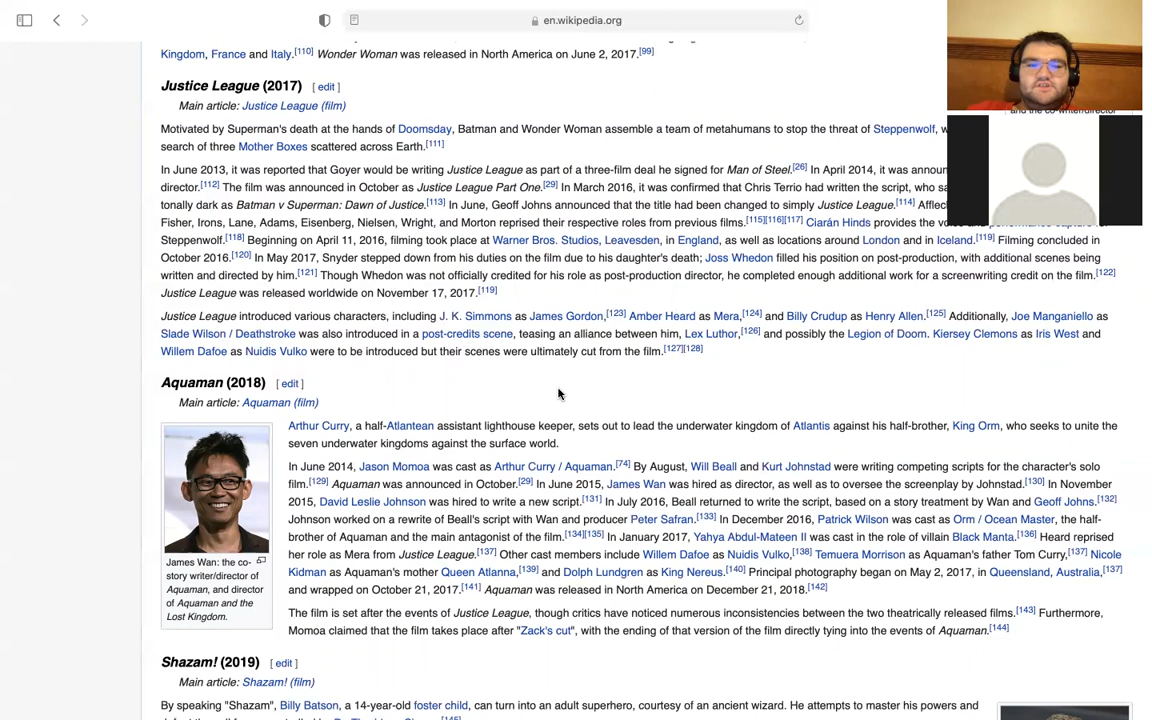 en.wikipedia.org
Kingdom, France and Italy.[110] Wonder Woman was released in North America on June 2, 2017.[99]
and the co-writer/director
Justice League (2017) [ edit ]
Main article: Justice League (film)
Motivated by Superman's death at the hands of Doomsday, Batman and Wonder Woman assemble a team of metahumans to stop the threat of Steppenwolf,
search of three Mother Boxes scattered across Earth.[111]
In June 2013, it was reported that Goyer would be writing Justice League as part of a three-film deal he signed for Man of Steel.[26] In April 2014, it was
director.[112] The film was announced in October as Justice League Part One.[29] In March 2016, it was confirmed that Chris Terrio had written the script, who
tonally dark as Batman v Superman: Dawn of Justice.[113] In June, Geoff Johns announced that the title had been changed to simply Justice League.[114]
Fisher, Irons, Lane, Adams, Eisenberg, Nielsen, Wright, and Morton reprised their respective roles from previous films.[115][116][117] Ciarán Hinds provides the
Steppenwolf.[118] Beginning on April 11, 2016, filming took place at Warner Bros. Studios, Leavesden, in England, as well as locations around London and in Iceland.[119] Filming concluded in
October 2016.[120] In May 2017, Snyder stepped down from his duties on the film due to his daughter's death; Joss Whedon filled his position on post-production, with additional scenes being
written and directed by him.[121] Though Whedon was not officially credited for his role as post-production director, he completed enough additional work for a screenwriting credit on the film.[122]
Justice League was released worldwide on November 17, 2017.[119]
Justice League introduced various characters, including J. K. Simmons as James Gordon,[123] Amber Heard as Mera,[124] and Billy Crudup as Henry Allen.[125] Additionally, Joe Manganiello as
Slade Wilson / Deathstroke was also introduced in a post-credits scene, teasing an alliance between him, Lex Luthor,[126] and possibly the Legion of Doom. Kiersey Clemons as Iris West and
Willem Dafoe as Nuidis Vulko were to be introduced but their scenes were ultimately cut from the film.[127][128]
Aquaman (2018) [ edit ]
Main article: Aquaman (film)
Arthur Curry, a half-Atlantean assistant lighthouse keeper, sets out to lead the underwater kingdom of Atlantis against his half-brother, King Orm, who seeks to unite the
seven underwater kingdoms against the surface world.
In June 2014, Jason Momoa was cast as Arthur Curry / Aquaman.[74] By August, Will Beall and Kurt Johnstad were writing competing scripts for the character's solo
film.[129] Aquaman was announced in October.[29] In June 2015, James Wan was hired as director, as well as to oversee the screenplay by Johnstad.[130] In November
2015, David Leslie Johnson was hired to write a new script.[131] In July 2016, Beall returned to write the script, based on a story treatment by Wan and Geoff Johns.[132]
Johnson worked on a rewrite of Beall's script with Wan and producer Peter Safran.[133] In December 2016, Patrick Wilson was cast as Orm / Ocean Master, the half-
brother of Aquaman and the main antagonist of the film.[134][135] In January 2017, Yahya Abdul-Mateen II was cast in the role of villain Black Manta.[136] Heard reprised
her role as Mera from Justice League.[137] Other cast members include Willem Dafoe as Nuidis Vulko,[138] Temuera Morrison as Aquaman's father Tom Curry,[137] Nicole
Kidman as Aquaman's mother Queen Atlanna,[139] and Dolph Lundgren as King Nereus.[140] Principal photography began on May 2, 2017, in Queensland, Australia,[137]
and wrapped on October 21, 2017.[141] Aquaman was released in North America on December 21, 2018.[142]
The film is set after the events of Justice League, though critics have noticed numerous inconsistencies between the two theatrically released films.[143] Furthermore,
Momoa claimed that the film takes place after "Zack's cut", with the ending of that version of the film directly tying into the events of Aquaman.[144]
James Wan: the co-
story writer/director of
Aquaman, and director
of Aquaman and the
Lost Kingdom.
Shazam! (2019) [ edit ]
Main article: Shazam! (film)
By speaking "Shazam", Billy Batson, a 14-year-old foster child, can turn into an adult superhero, courtesy of an ancient wizard. He attempts to master his powers and